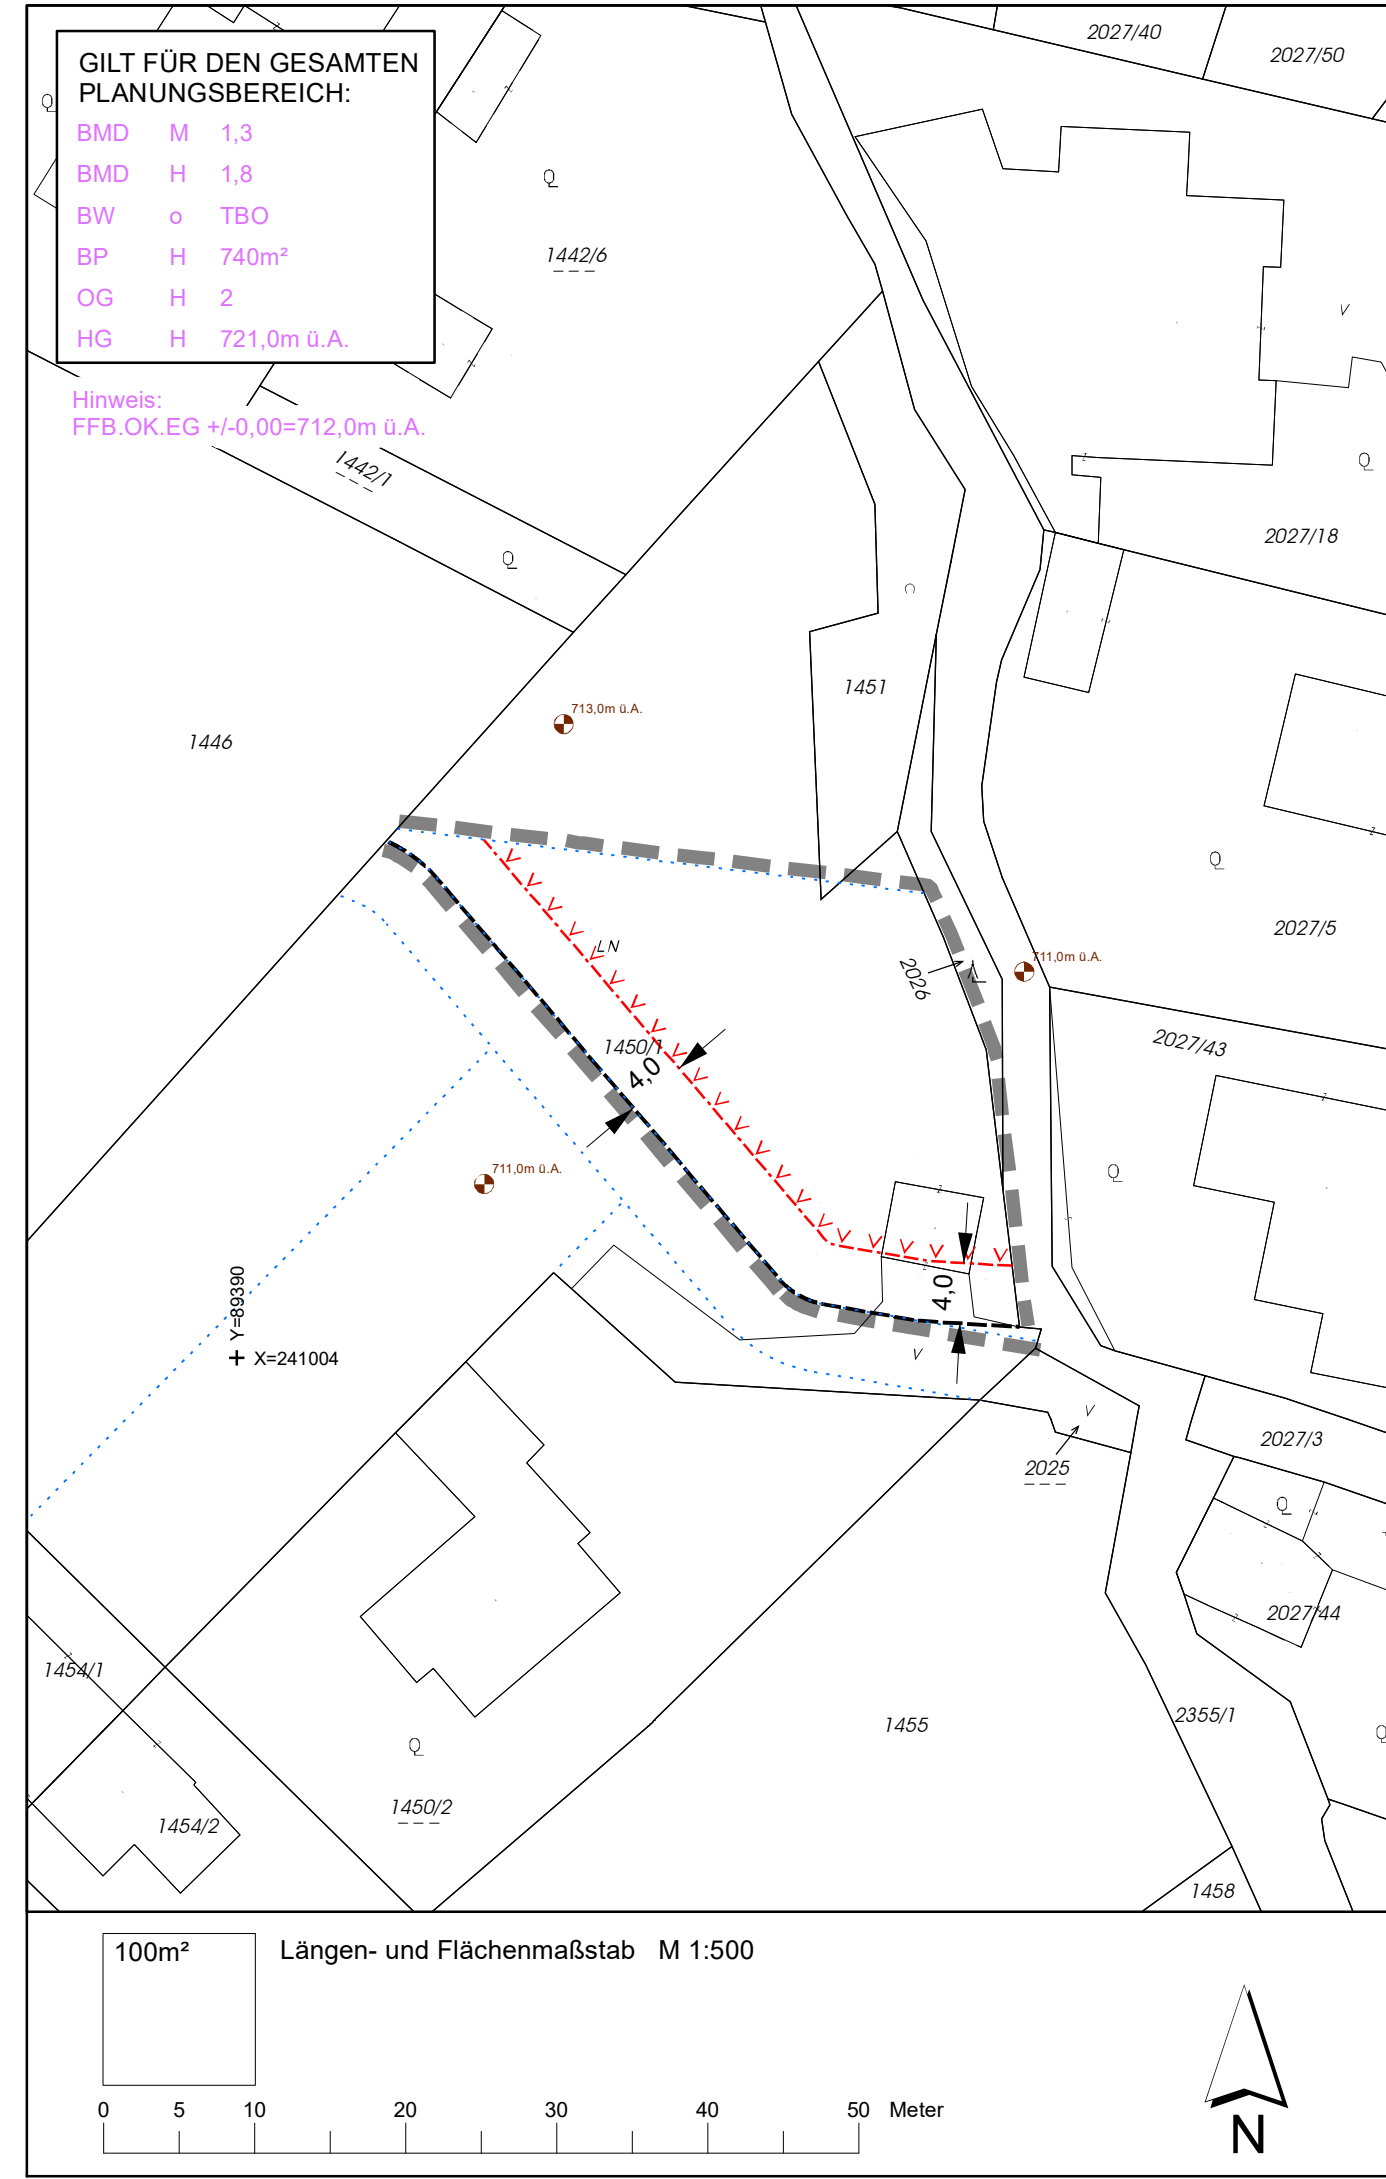 GILT FÜR DEN GESAMTEN
PLANUNGSBEREICH:
BMD M 1,3
BMD H 1,8
BW o TBO
BP H 740m²
OG H 2
HG H 721,0m ü.A.
Hinweis:
FFB.OK.EG +/-0,00=712,0m ü.A.
2027/40
2027/50
1442/6
1442/1
2027/18
1451
713,0m ü.A.
1446
2027/5
LN
2026
711,0m ü.A.
2027/43
1450/1
4,0
711,0m ü.A.
4,0
Y=89390
X=241004
2027/3
2025
2027/44
1454/1
1455
2355/1
1450/2
1454/2
1458
100m²
Längen- und Flächenmaßstab M 1:500
0 5 10 20 30 40 50 Meter
N